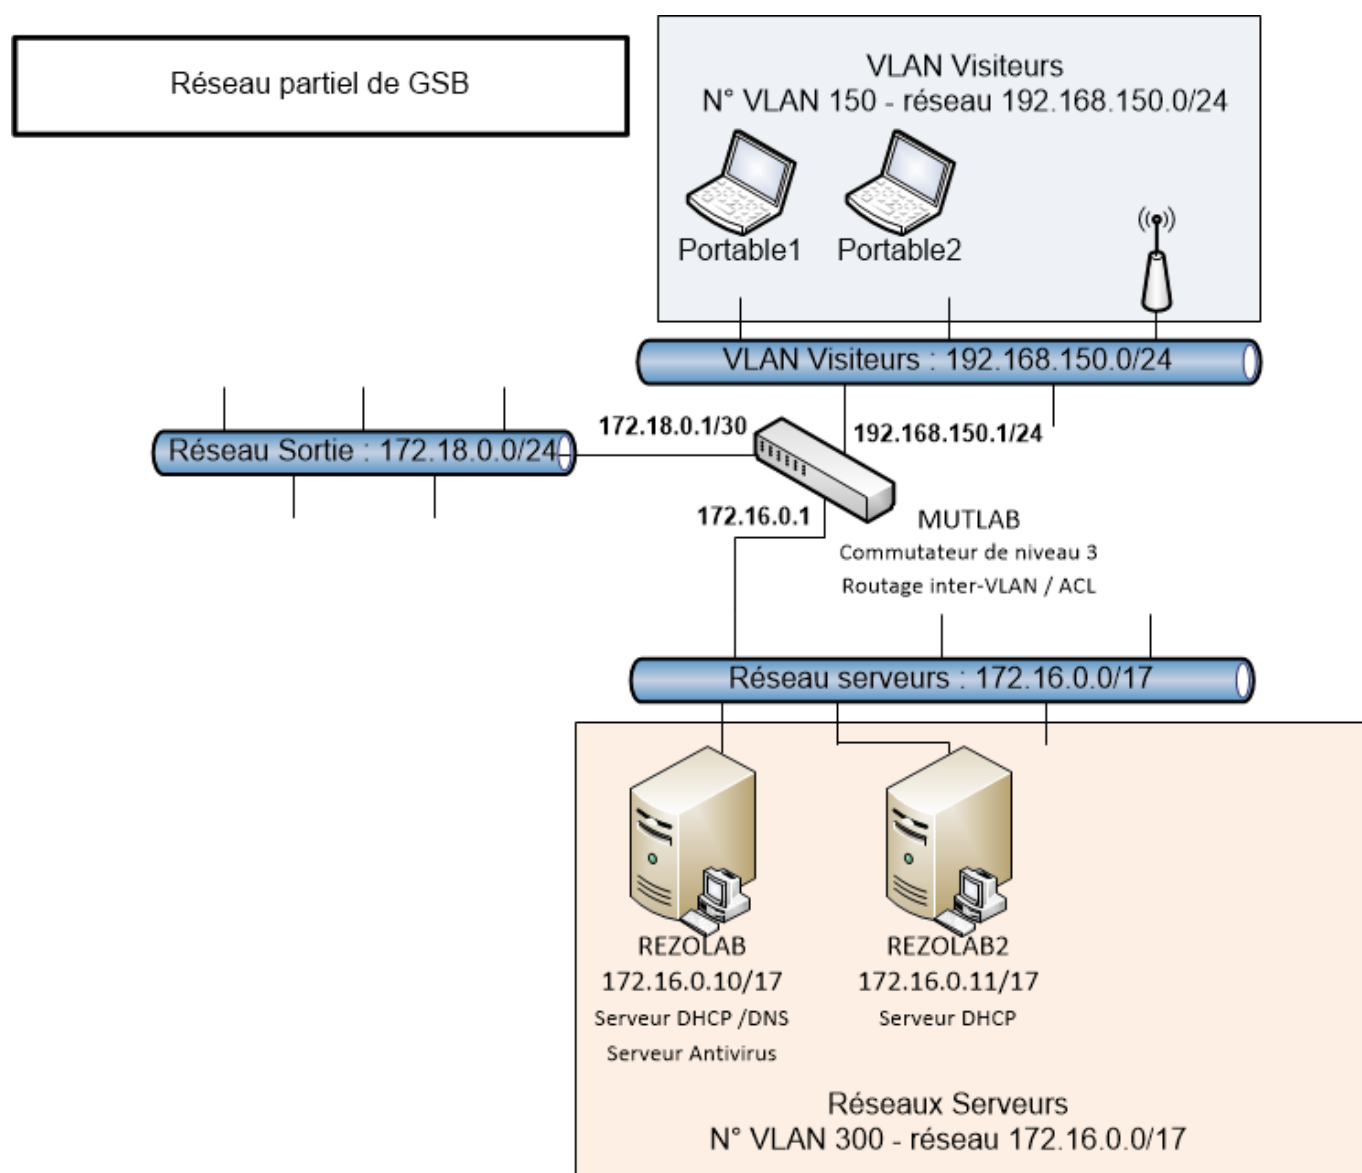 Réseau partiel de GSB
VLAN Visiteurs
N° VLAN 150 - réseau 192.168.150.0/24
Portable1
Portable2
VLAN Visiteurs : 192.168.150.0/24
172.18.0.1/30
192.168.150.1/24
Réseau Sortie : 172.18.0.0/24
172.16.0.1
MUTLAB
Commutateur de niveau 3
Routage inter-VLAN / ACL
Réseau serveurs : 172.16.0.0/17
REZOLAB
172.16.0.10/17
Serveur DHCP /DNS
Serveur Antivirus
REZOLAB2
172.16.0.11/17
Serveur DHCP
Réseaux Serveurs
N° VLAN 300 - réseau 172.16.0.0/17